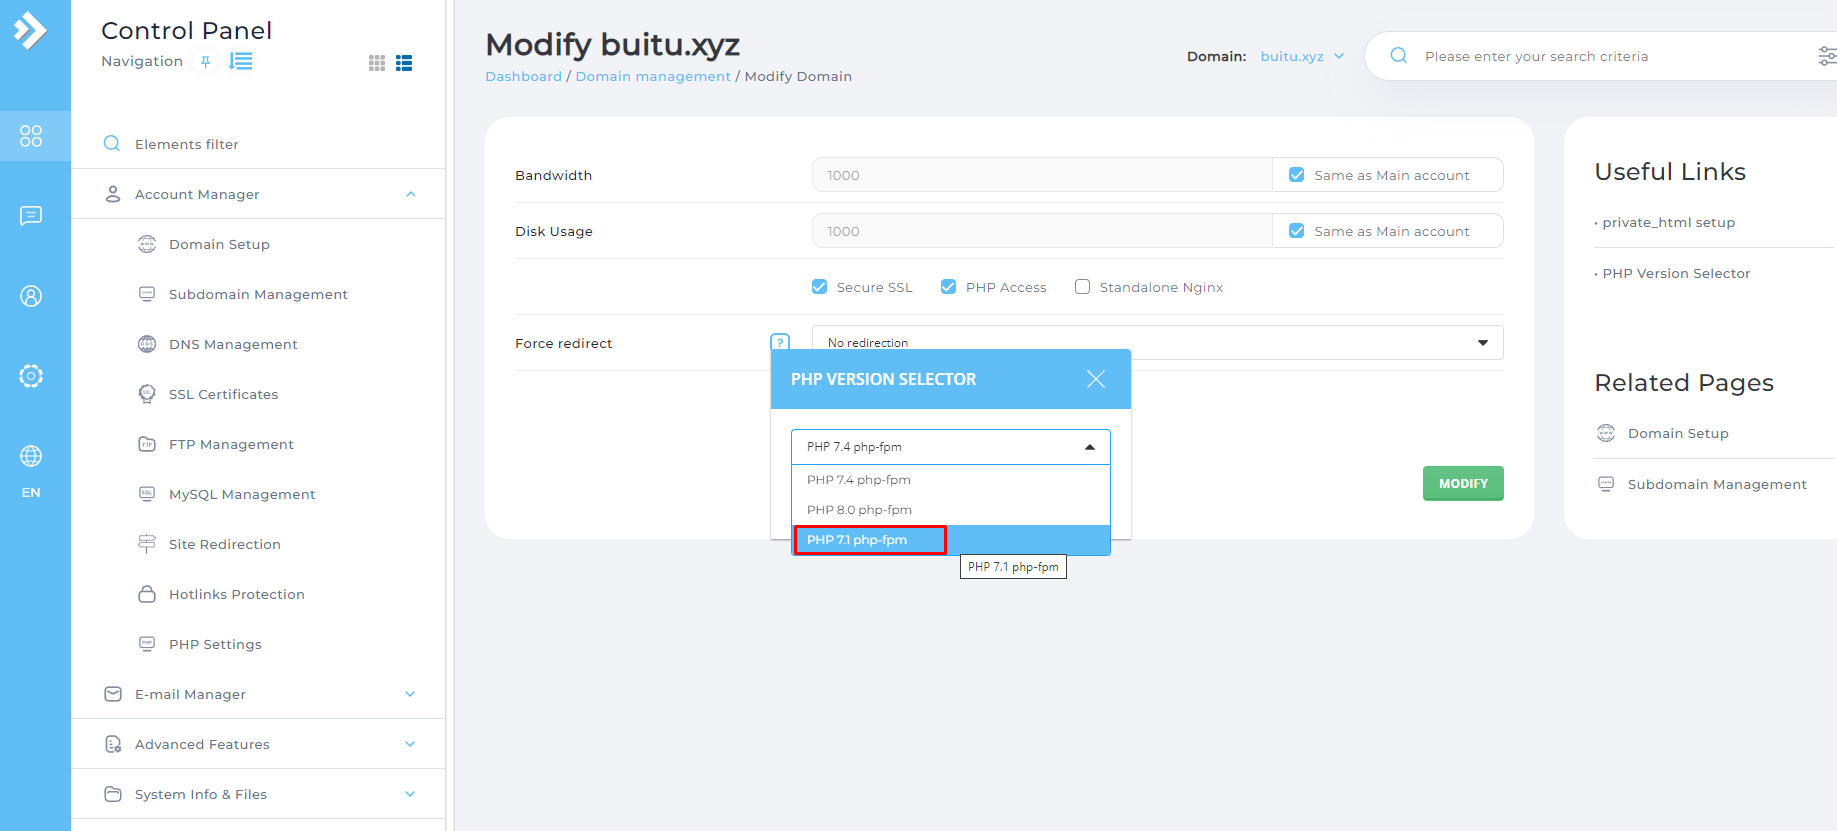 Control Panel
Navigation
Elements filter
Account Manager
Domain Setup
Subdomain Management
DNS Management
SSL Certificates
FTP Management
MySQL Management
Site Redirection
Hotlinks Protection
PHP Settings
E-mail Manager
Advanced Features
System Info & Files
EN
Modify buitu.xyz
Dashboard / Domain management / Modify Domain
Domain: buitu.xyz
Please enter your search criteria
Bandwidth 1000 Same as Main account
Disk Usage 1000 Same as Main account
Secure SSL PHP Access Standalone Nginx
Force redirect ? No redirection
PHP VERSION SELECTOR
PHP 7.4 php-fpm
PHP 7.4 php-fpm
PHP 8.0 php-fpm
PHP 7.1 php-fpm
PHP 7.1 php-fpm
MODIFY
Useful Links
• private_html setup
• PHP Version Selector
Related Pages
Domain Setup
Subdomain Management